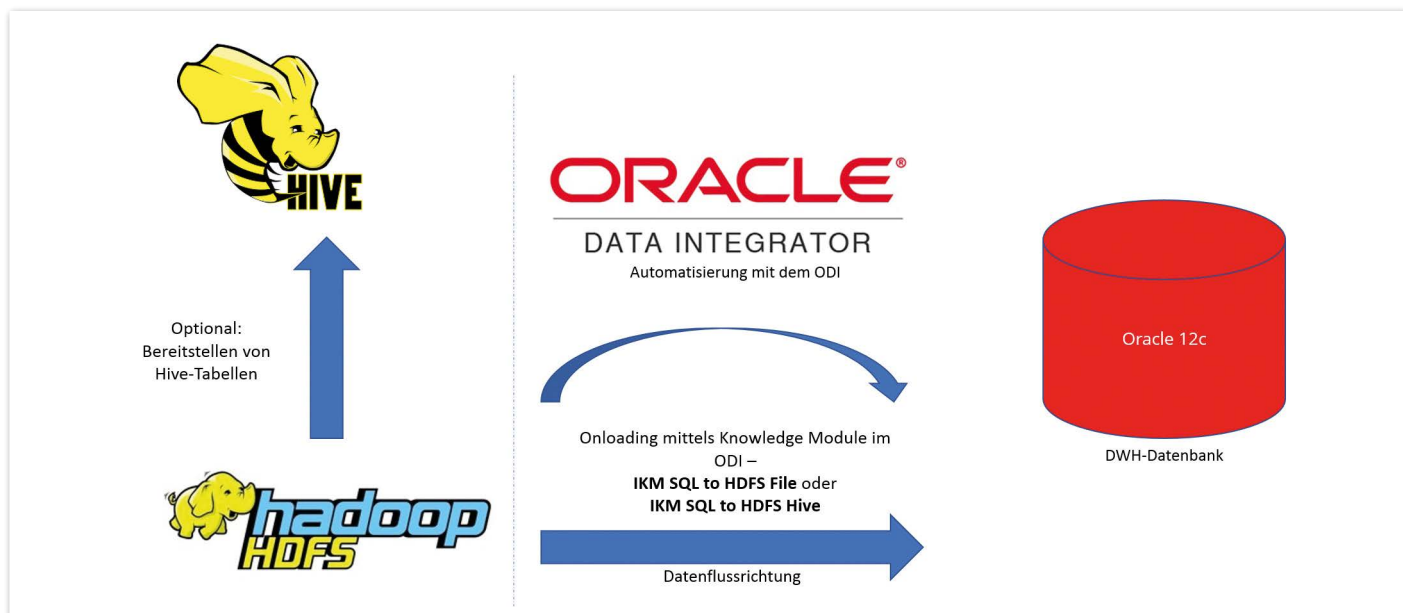 HIVE
Optional:
Bereitstellen von
Hive-Tabellen
hadoop
HDFS
ORACLE®
DATA INTEGRATOR
Automatisierung mit dem ODI
Onloading mittels Knowledge Module im
ODI –
IKM SQL to HDFS File oder
IKM SQL to HDFS Hive
Datenflussrichtung
Oracle 12c
DWH-Datenbank